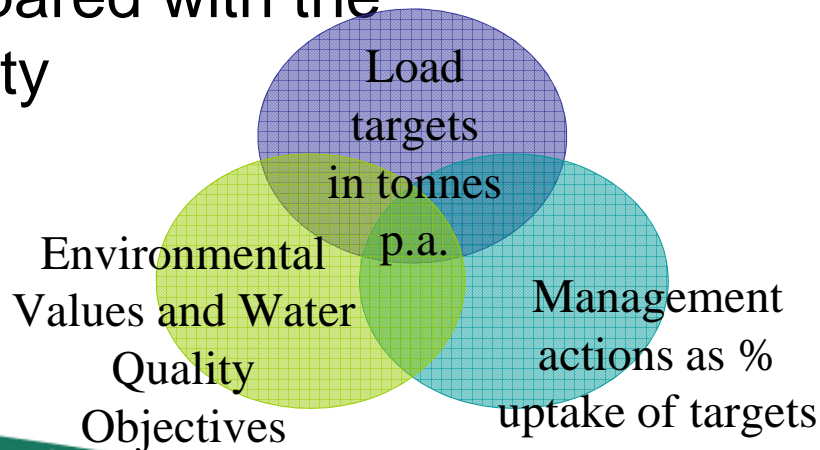 pared with the
ty
Load
targets
in tonnes
p.a.
Environmental
Values and Water
Quality
Objectives
Management
actions as %
uptake of targets